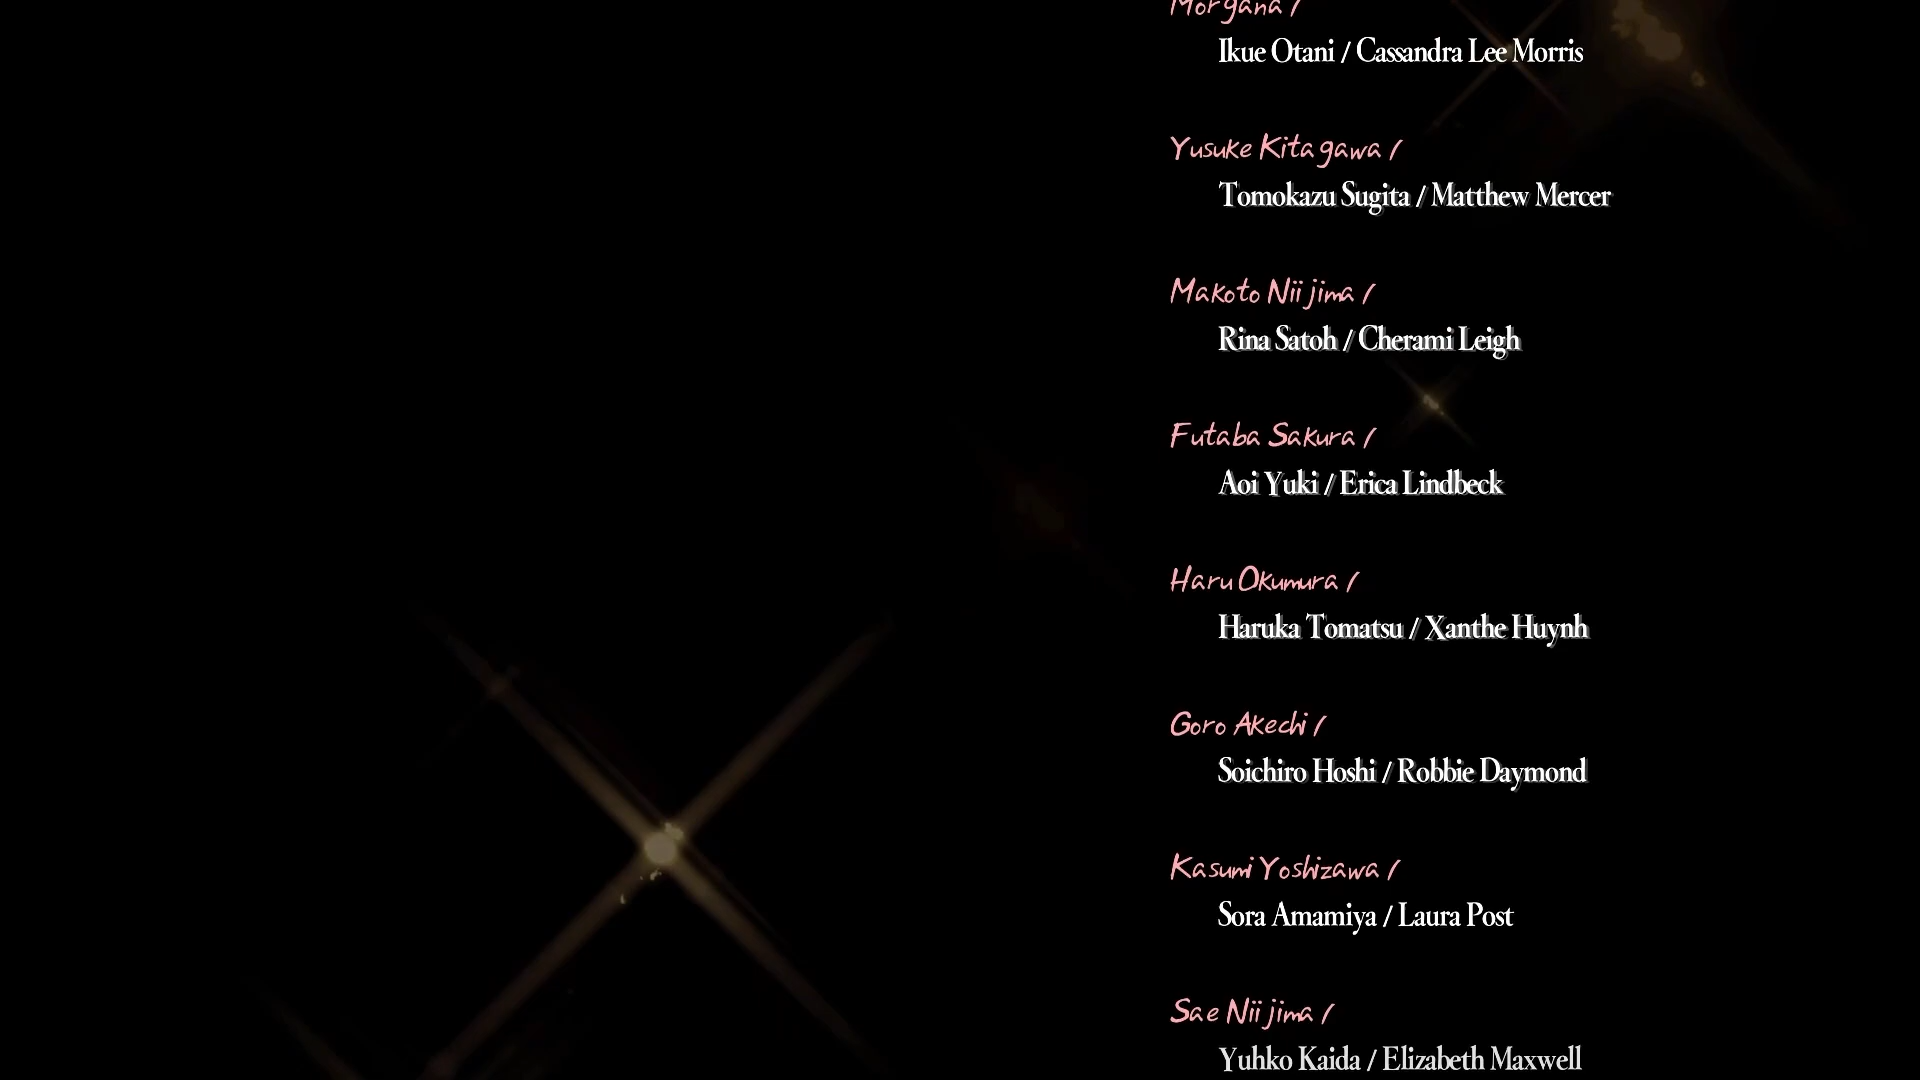 Morgana /
Ikue Otani / Cassandra Lee Morris
Yusuke Kitagawa /
Tomokazu Sugita / Matthew Mercer
Makoto Niijima /
Rina Satoh / Cherami Leigh
Futaba Sakura /
Aoi Yuki / Erica Lindbeck
Haru Okumura /
Haruka Tomatsu / Xanthe Huynh
Goro Akechi /
Soichiro Hoshi / Robbie Daymond
Kasumi Yoshizawa /
Sora Amamiya / Laura Post
Sae Niijima /
Yuhko Kaida / Elizabeth Maxwell